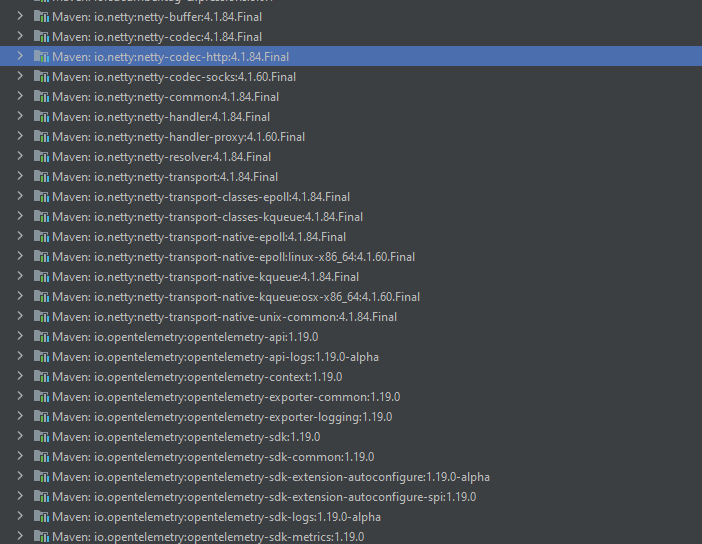 Maven: io.netty:netty-buffer:4.1.84.Final
Maven: io.netty:netty-codec:4.1.84.Final
Maven: io.netty:netty-codec-http:4.1.84.Final
Maven: io.netty:netty-codec-socks:4.1.60.Final
Maven: io.netty:netty-common:4.1.84.Final
Maven: io.netty:netty-handler:4.1.84.Final
Maven: io.netty:netty-handler-proxy:4.1.60.Final
Maven: io.netty:netty-resolver:4.1.84.Final
Maven: io.netty:netty-transport:4.1.84.Final
Maven: io.netty:netty-transport-classes-epoll:4.1.84.Final
Maven: io.netty:netty-transport-classes-kqueue:4.1.84.Final
Maven: io.netty:netty-transport-native-epoll:4.1.84.Final
Maven: io.netty:netty-transport-native-epoll:linux-x86_64:4.1.60.Final
Maven: io.netty:netty-transport-native-kqueue:4.1.84.Final
Maven: io.netty:netty-transport-native-kqueue:osx-x86_64:4.1.60.Final
Maven: io.netty:netty-transport-native-unix-common:4.1.84.Final
Maven: io.opentelemetry:opentelemetry-api:1.19.0
Maven: io.opentelemetry:opentelemetry-api-logs:1.19.0-alpha
Maven: io.opentelemetry:opentelemetry-context:1.19.0
Maven: io.opentelemetry:opentelemetry-exporter-common:1.19.0
Maven: io.opentelemetry:opentelemetry-exporter-logging:1.19.0
Maven: io.opentelemetry:opentelemetry-sdk:1.19.0
Maven: io.opentelemetry:opentelemetry-sdk-common:1.19.0
Maven: io.opentelemetry:opentelemetry-sdk-extension-autoconfigure:1.19.0-alpha
Maven: io.opentelemetry:opentelemetry-sdk-extension-autoconfigure-spi:1.19.0
Maven: io.opentelemetry:opentelemetry-sdk-logs:1.19.0-alpha
Maven: io.opentelemetry:opentelemetry-sdk-metrics:1.19.0